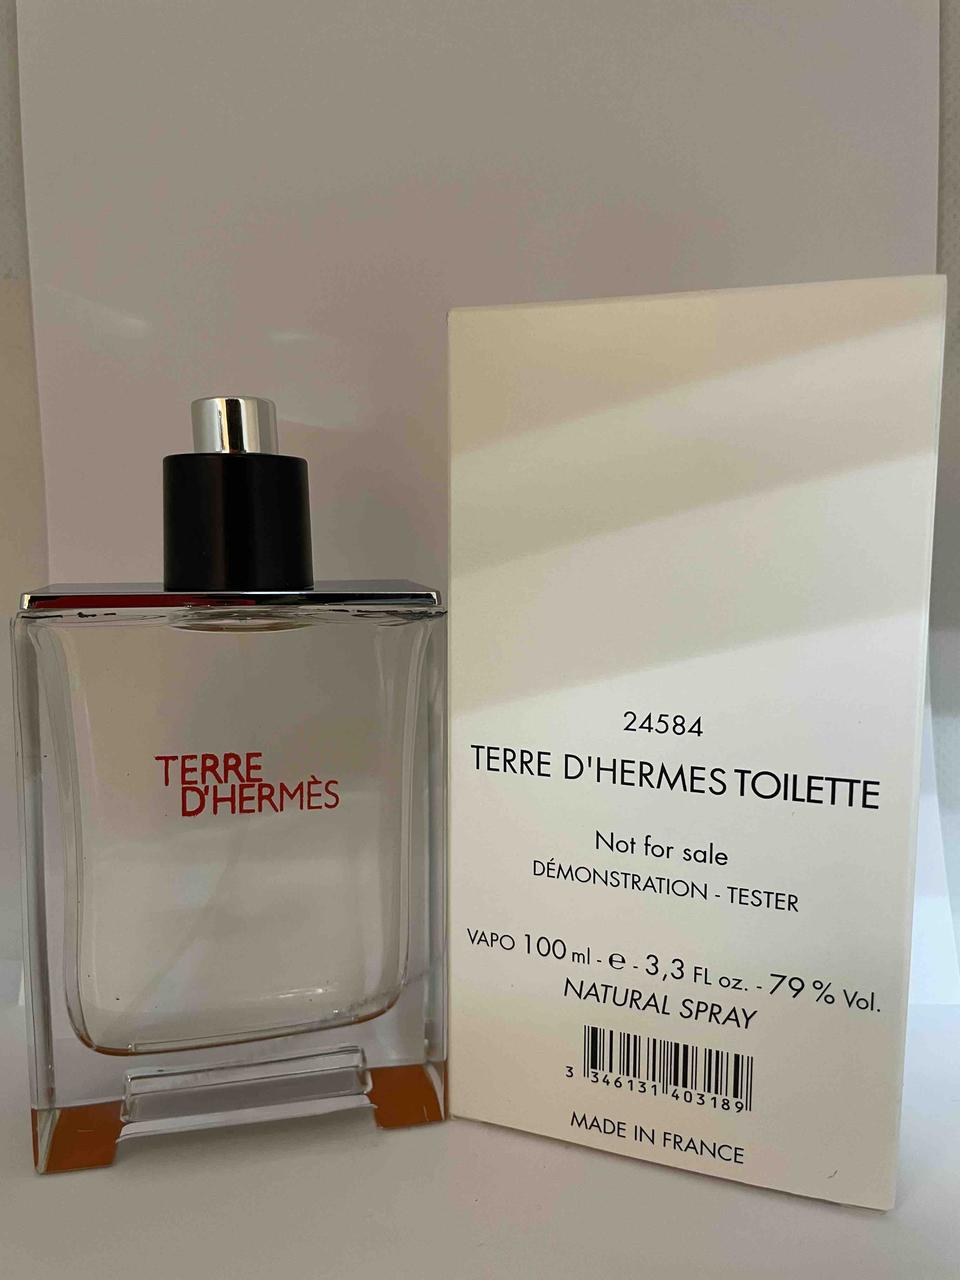 TERRE
D'HERMÈS
24584
TERRE D'HERMES TOILETTE
Not for sale
DÉMONSTRATION - TESTER
VAPO 100 ml - e - 3,3 FL oz. - 79 % Vol.
NATURAL SPRAY
3 346131 403189
MADE IN FRANCE